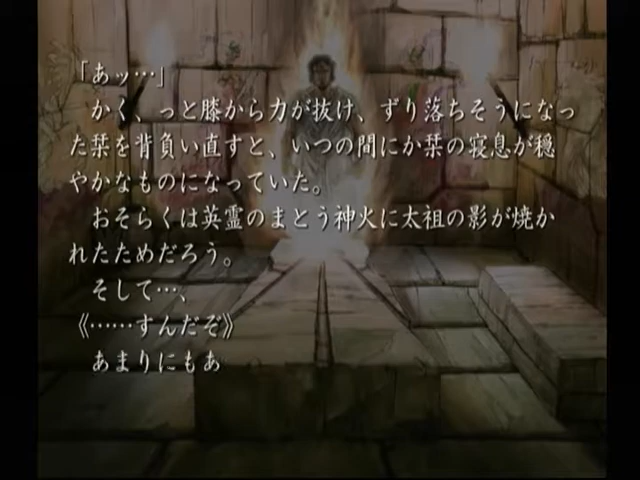 「あッ…」
　かく、っと膝から力が抜け、ずり落ちそうになっ
た栞を背負い直すと、いつの間にか栞の寝息が穏
やかなものになっていた。
　おそらくは英霊のまとう神火に太祖の影が焼か
れたためだろう。
　そして…、
《……すんだぞ》
　あまりにもあ